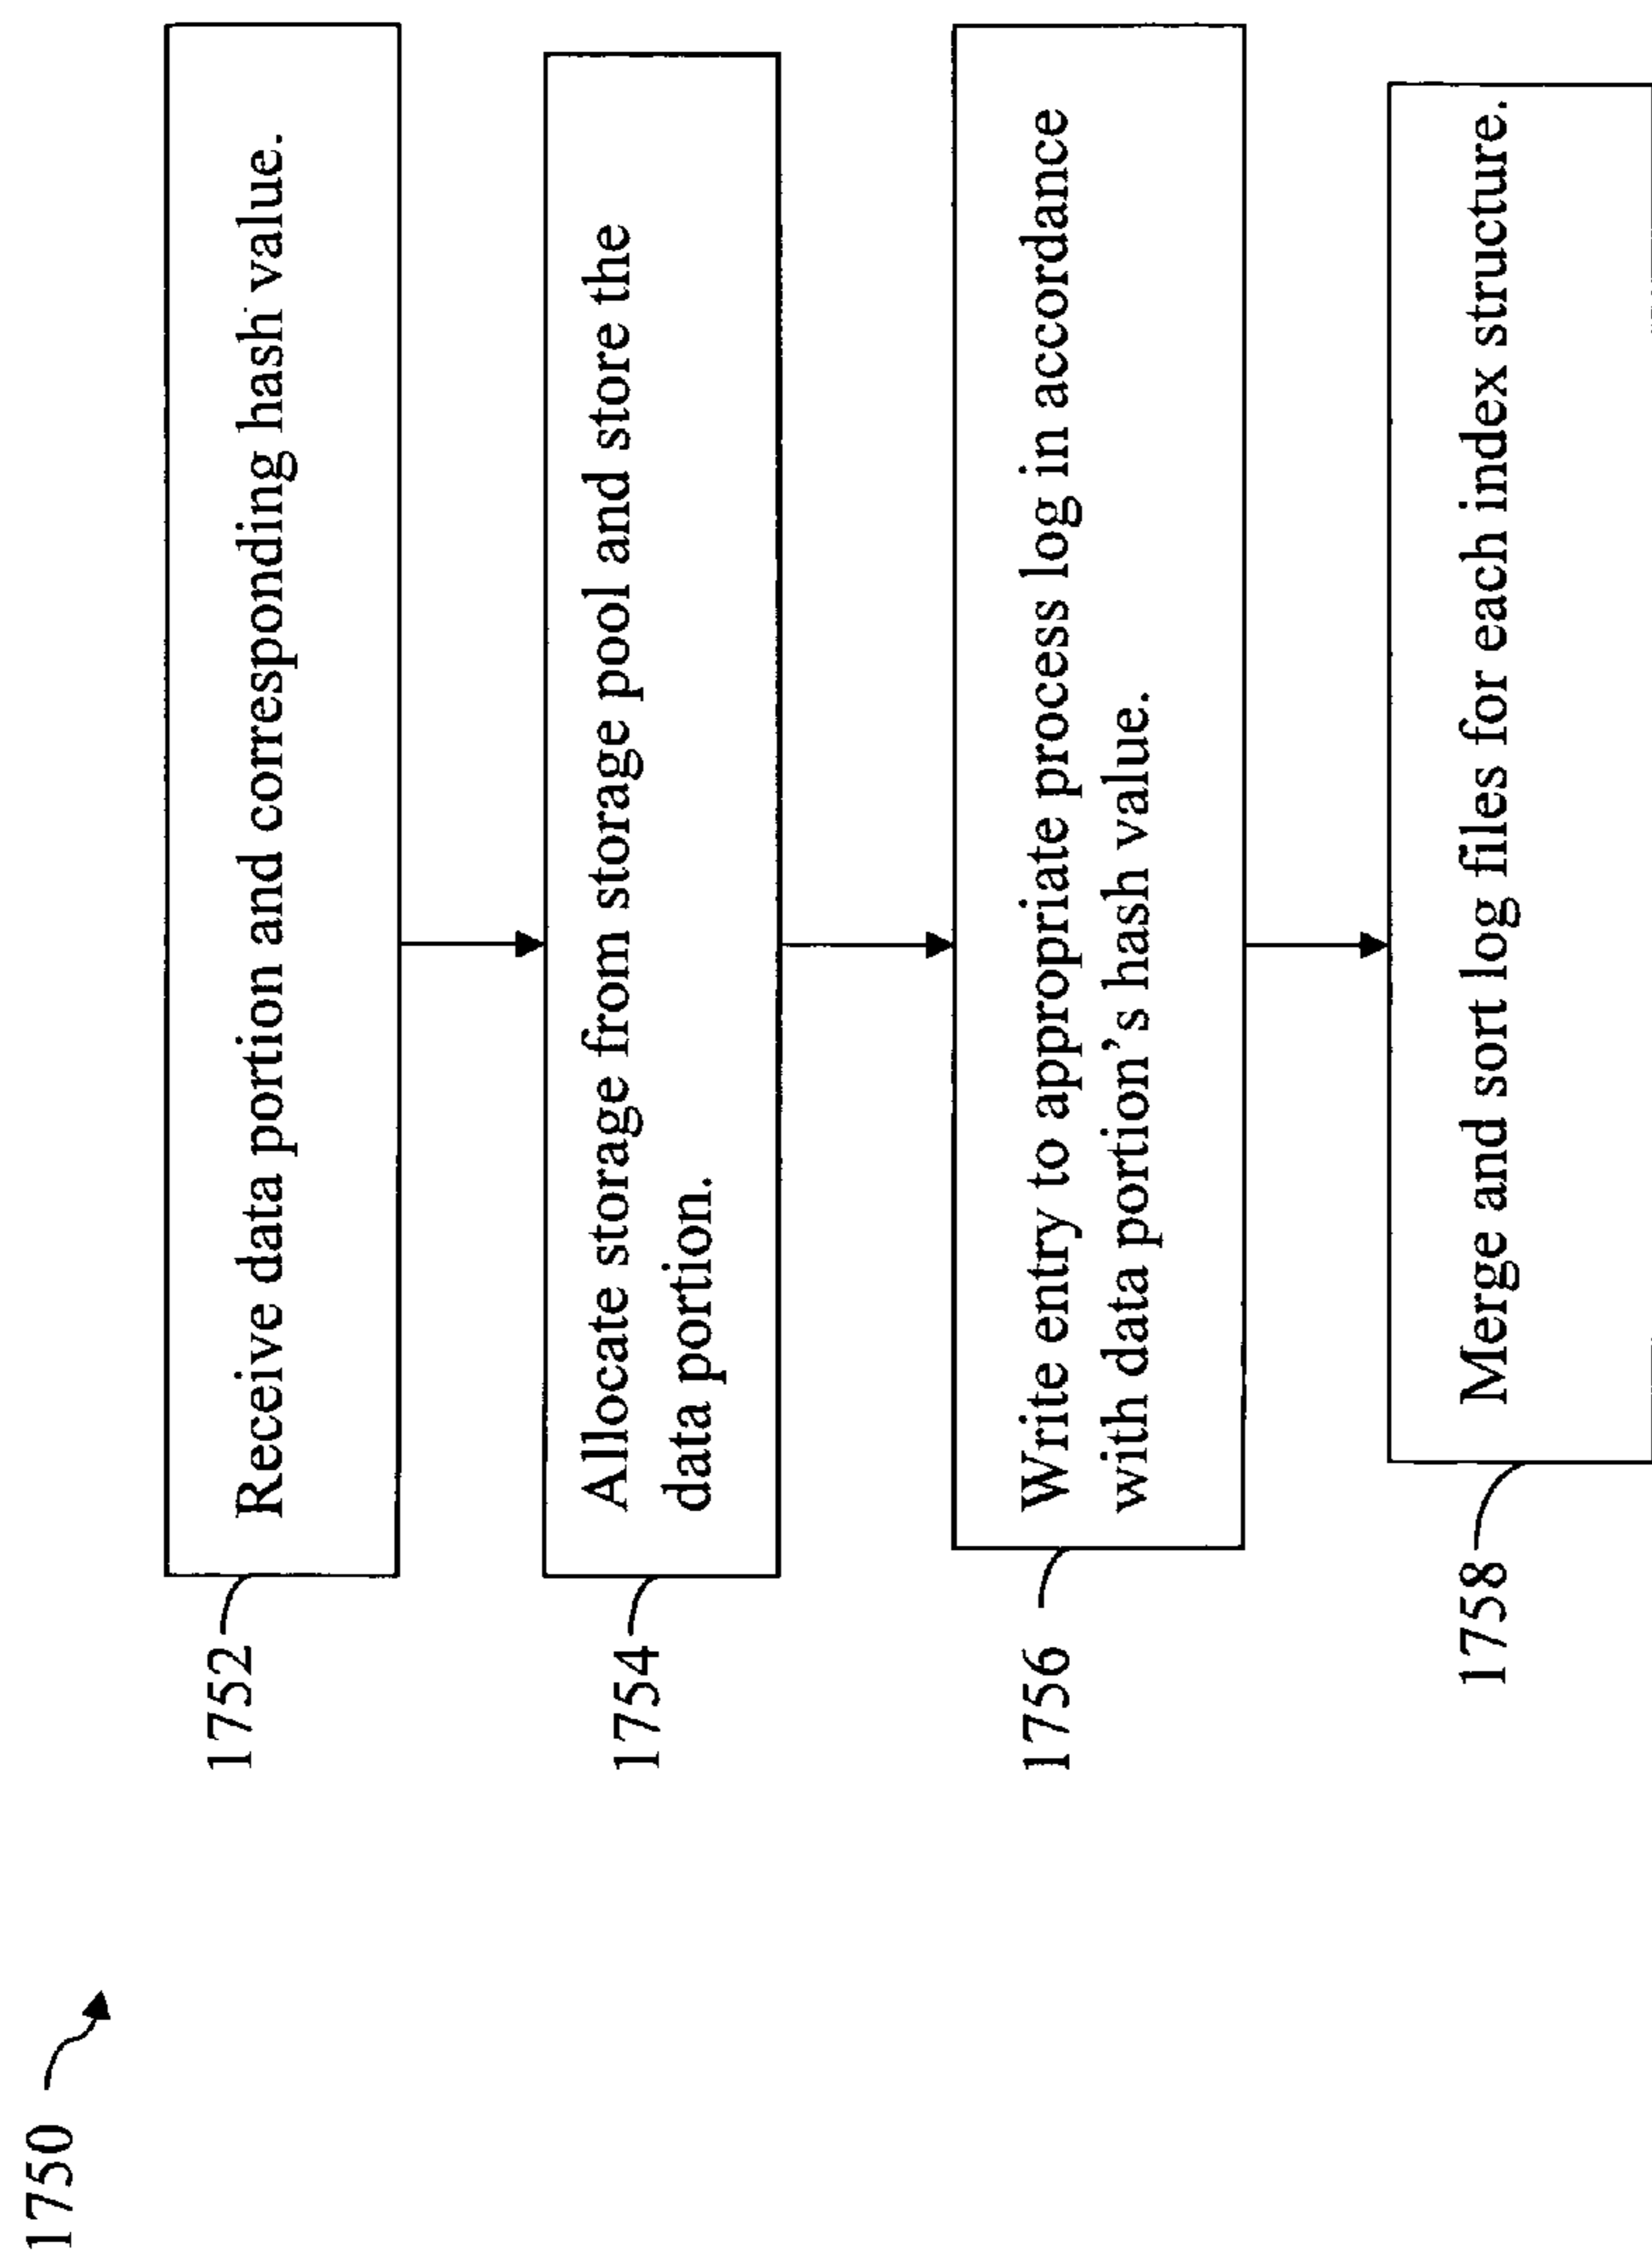 1750
1752
Receive data portion and corresponding hash value.
1754
Allocate storage from storage pool and store the
data portion.
1756
Write entry to appropriate process log in accordance
with data portion's hash value.
1758
Merge and sort log files for each index structure.